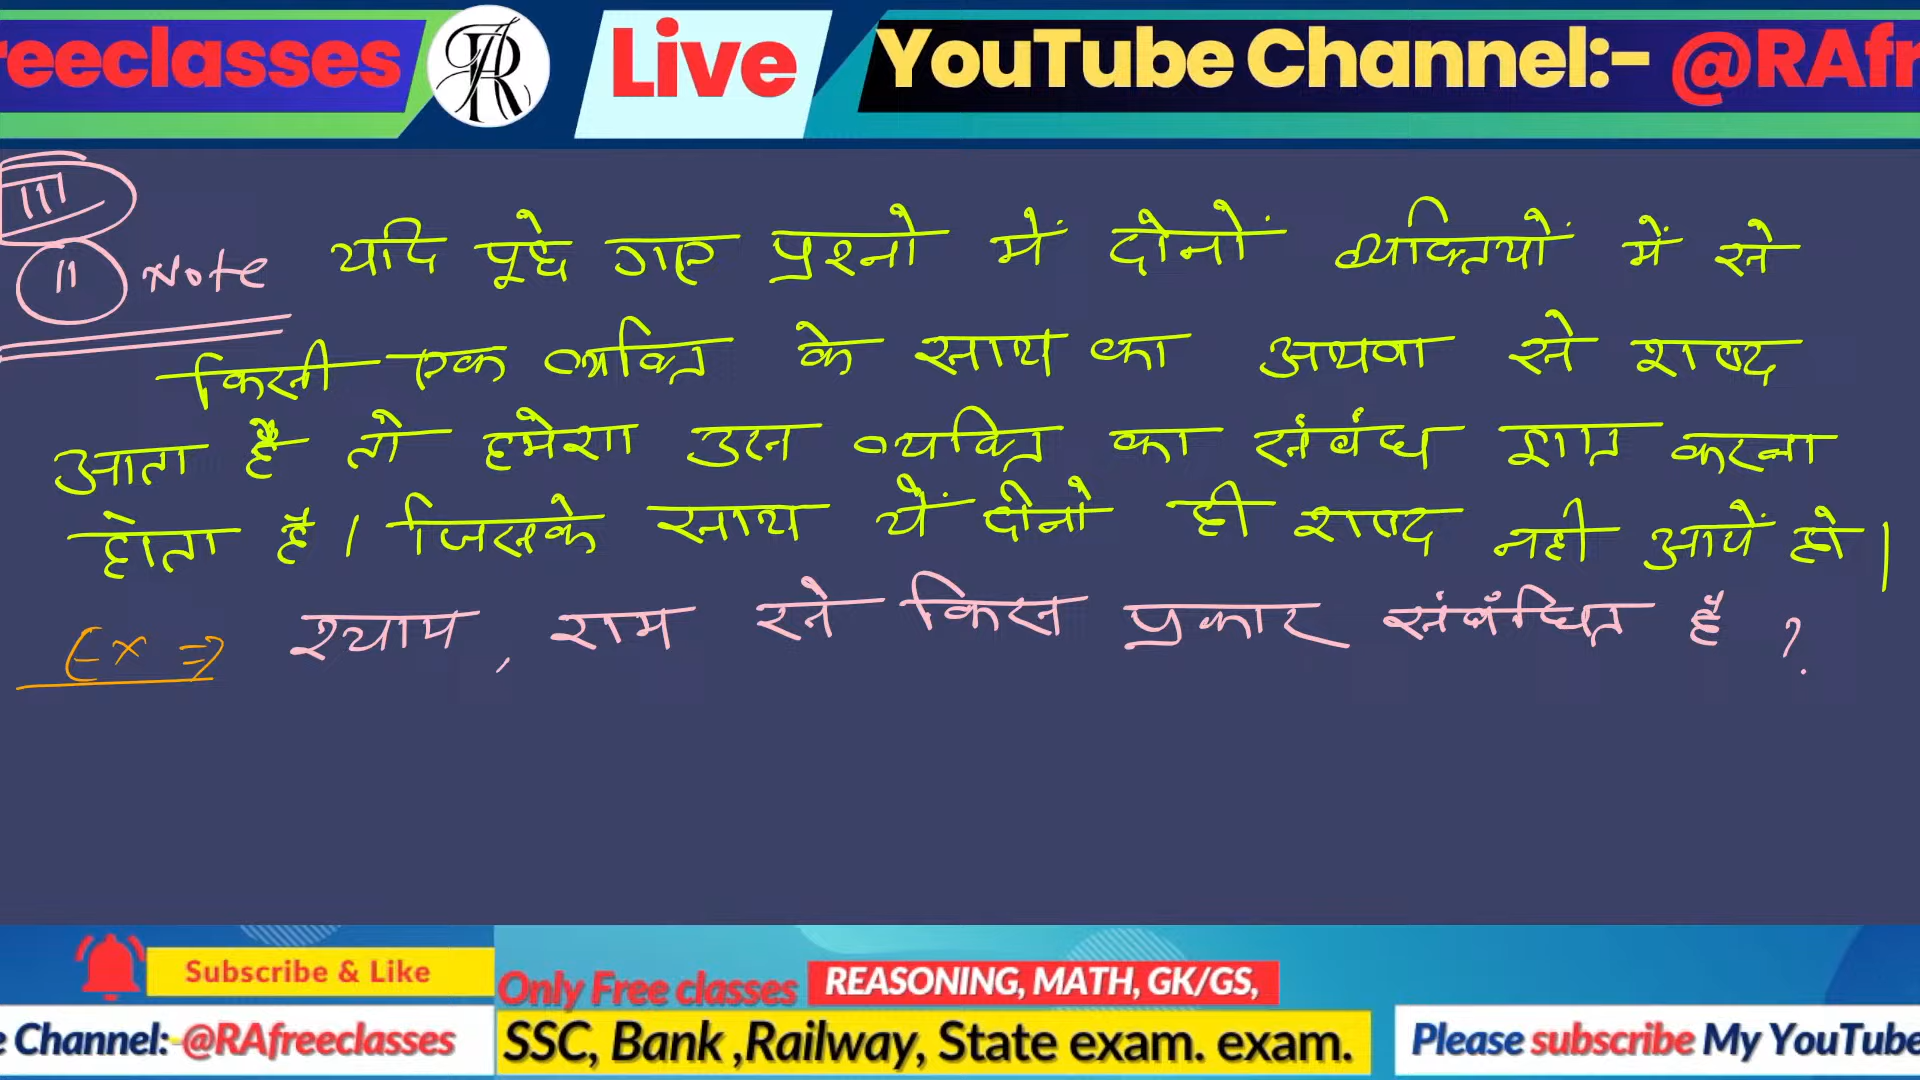 reeclasses Live YouTube Channel:- @RAfr
III
II Note यदि पूछे गए प्रश्नो में दोनों व्यक्तियों में से
किसी एक व्यक्ति के साथ का अथवा से शब्द
आता है तो हमेशा उस व्यक्ति का संबंध ज्ञात करना
होता है। जिसके साथ ये दोनो ही शब्द नही आयें हो।
Ex => श्याम, राम से किस प्रकार संबंधित है ?
Subscribe & Like
Only Free classes REASONING, MATH, GK/GS,
e Channel:-@RAfreeclasses SSC, Bank ,Railway, State exam. exam. Please subscribe My YouTube